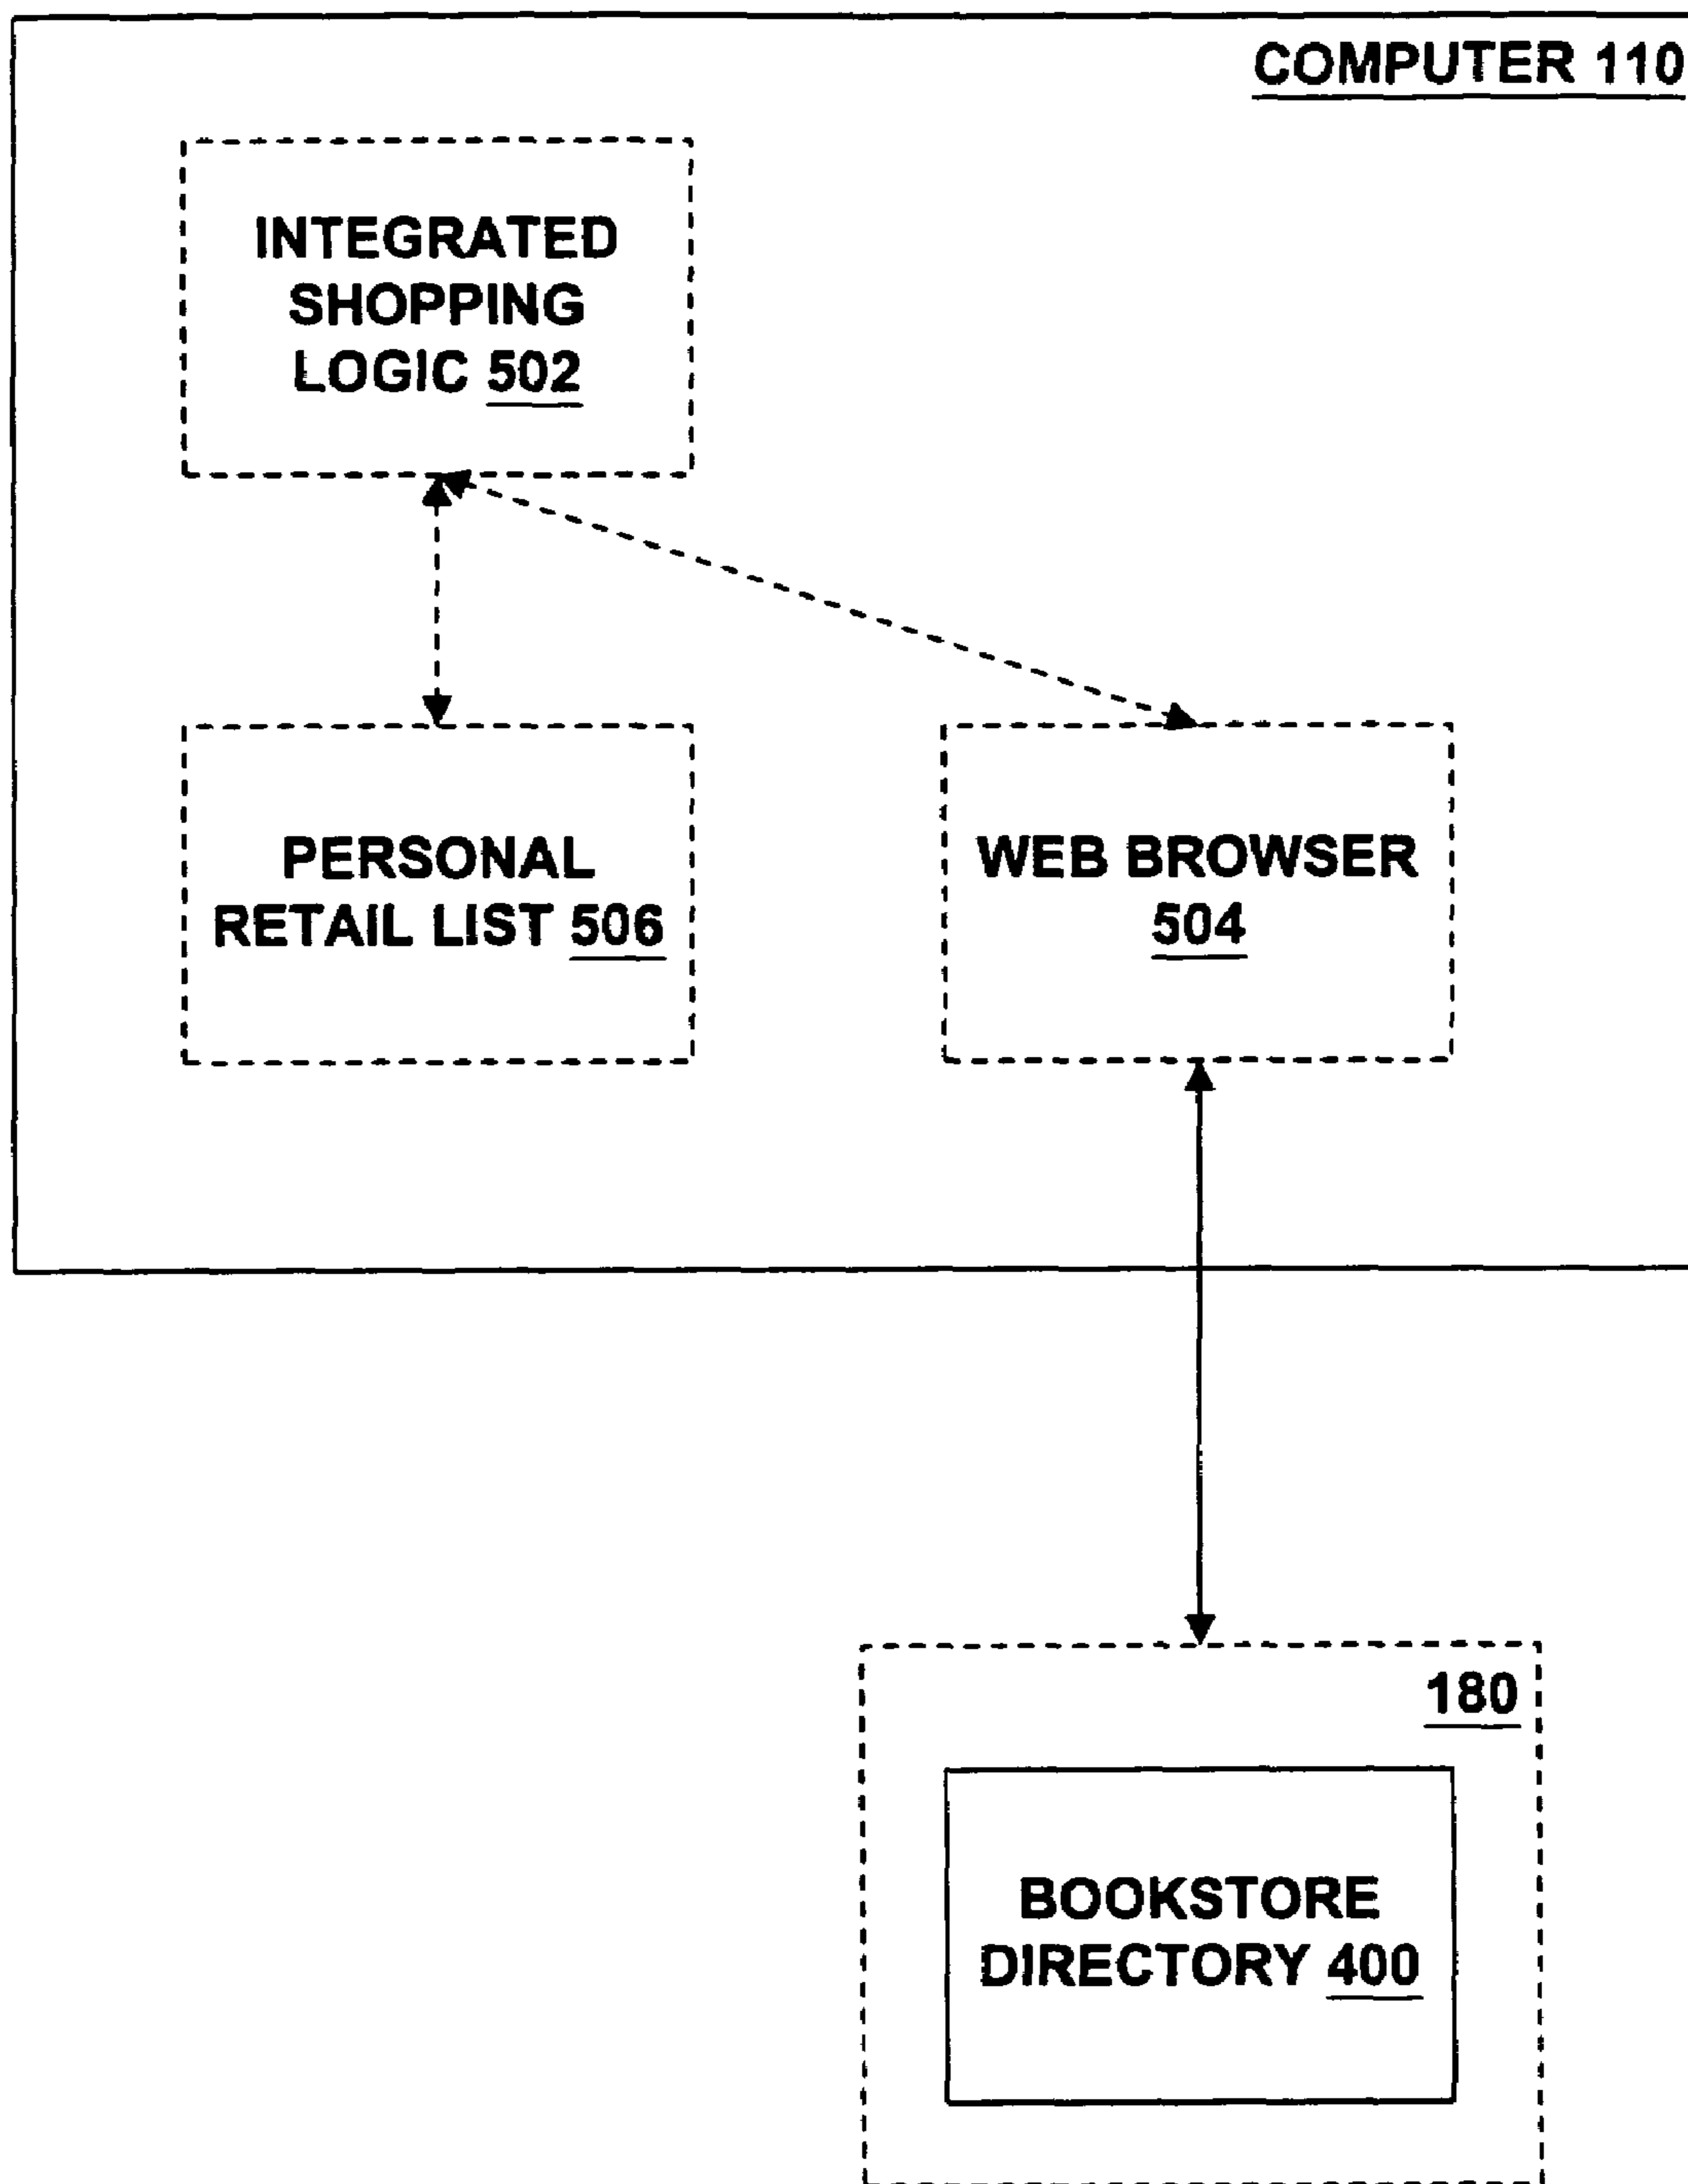 COMPUTER 110
INTEGRATED
SHOPPING
LOGIC 502
PERSONAL
RETAIL LIST 506
WEB BROWSER
504
180
BOOKSTORE
DIRECTORY 400